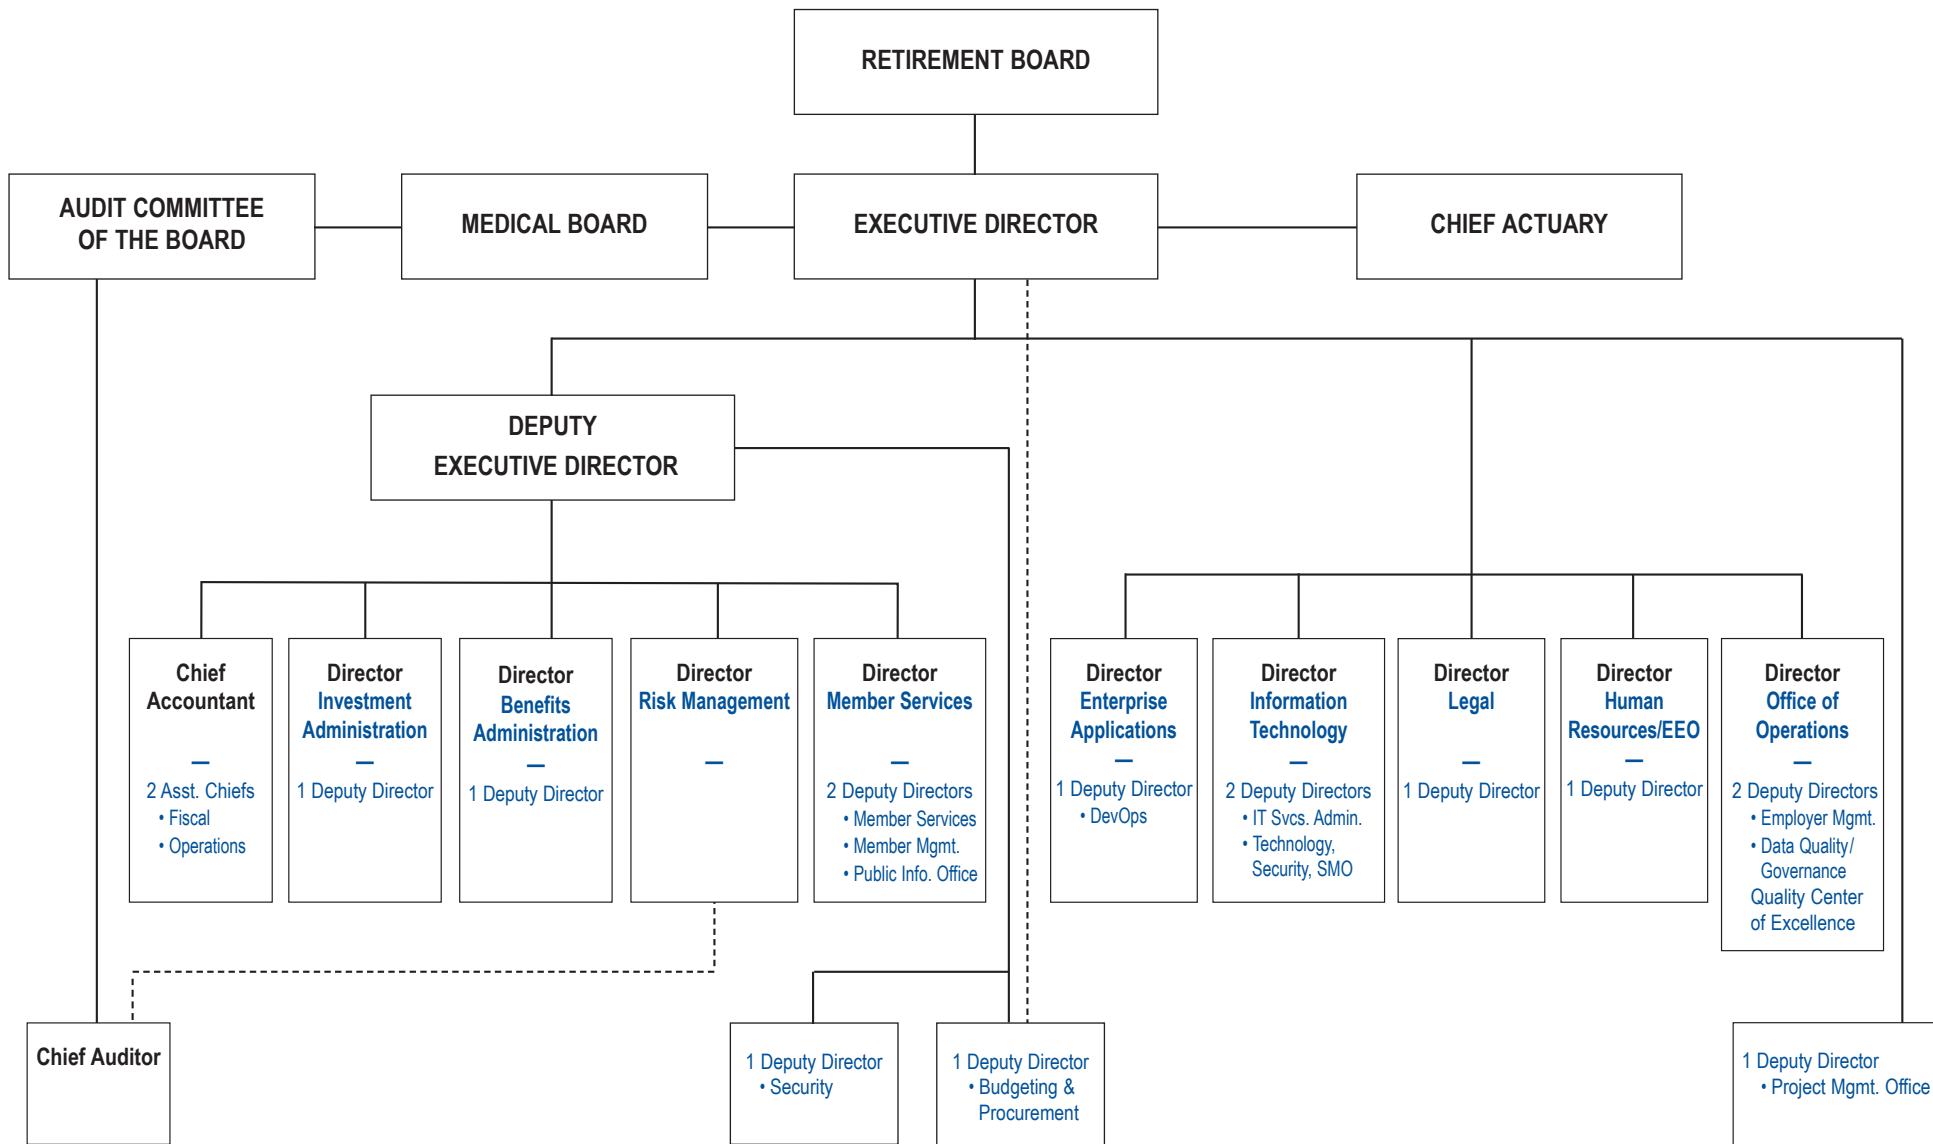 RETIREMENT BOARD
AUDIT COMMITTEE
OF THE BOARD
MEDICAL BOARD
EXECUTIVE DIRECTOR
CHIEF ACTUARY
DEPUTY
EXECUTIVE DIRECTOR
Chief
Accountant
—
2 Asst. Chiefs
• Fiscal
• Operations
Director
Investment
Administration
—
1 Deputy Director
Director
Benefits
Administration
—
1 Deputy Director
Director
Risk Management
—
Director
Member Services
—
2 Deputy Directors
• Member Services
• Member Mgmt.
• Public Info. Office
Director
Enterprise
Applications
—
1 Deputy Director
• DevOps
Director
Information
Technology
—
2 Deputy Directors
• IT Svcs. Admin.
• Technology,
Security, SMO
Director
Legal
—
1 Deputy Director
Director
Human
Resources/EEO
—
1 Deputy Director
Director
Office of
Operations
—
2 Deputy Directors
• Employer Mgmt.
• Data Quality/
Governance
Quality Center
of Excellence
Chief Auditor
1 Deputy Director
• Security
1 Deputy Director
• Budgeting &
Procurement
1 Deputy Director
• Project Mgmt. Office